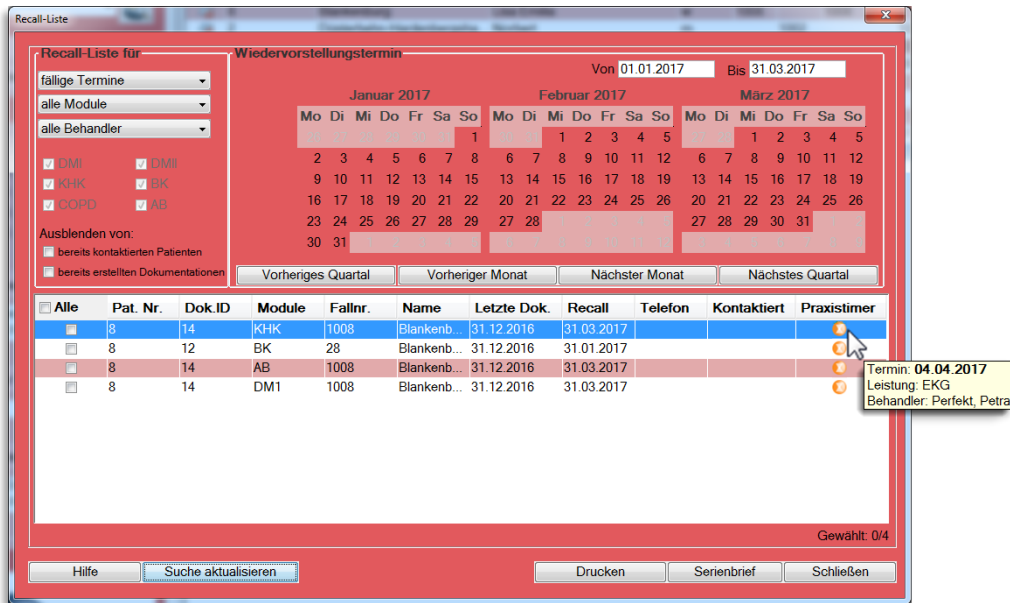 Recall-Liste
Recall-Liste für
Wiedervorstellungstermin
fällige Termine
alle Module
alle Behandler
DMI DMII
KHK BK
COPD AB
Ausblenden von:
bereits kontaktierten Patienten
bereits erstellten Dokumentationen
Von 01.01.2017 Bis 31.03.2017
Januar 2017
Mo Di Mi Do Fr Sa So
1
2 3 4 5 6 7 8
9 10 11 12 13 14 15
16 17 18 19 20 21 22
23 24 25 26 27 28 29
30 31
Februar 2017
Mo Di Mi Do Fr Sa So
1 2 3 4 5
6 7 8 9 10 11 12
13 14 15 16 17 18 19
20 21 22 23 24 25 26
27 28
März 2017
Mo Di Mi Do Fr Sa So
1 2 3 4 5
6 7 8 9 10 11 12
13 14 15 16 17 18 19
20 21 22 23 24 25 26
27 28 29 30 31
Vorheriges Quartal Vorheriger Monat Nächster Monat Nächstes Quartal
Alle Pat. Nr. Dok.ID Module Fallnr. Name Letzte Dok. Recall Telefon Kontaktiert Praxistimer
8 14 KHK 1008 Blankenb... 31.12.2016 31.03.2017
8 12 BK 28 Blankenb... 31.12.2016 31.01.2017
8 14 AB 1008 Blankenb... 31.12.2016 31.03.2017
8 14 DM1 1008 Blankenb... 31.12.2016 31.03.2017
Termin: 04.04.2017
Leistung: EKG
Behandler: Perfekt, Petra
Gewählt: 0/4
Hilfe Suche aktualisieren Drucken Serienbrief Schließen